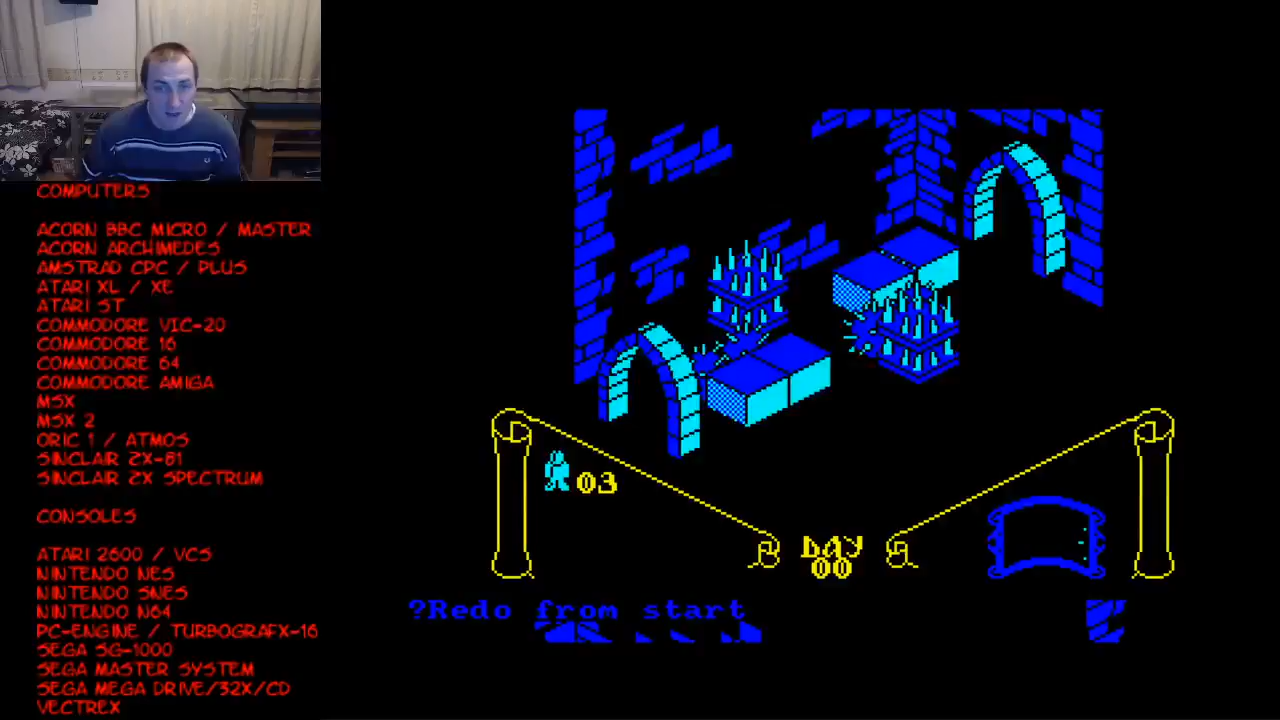 COMPUTERS
ACORN BBC MICRO / MASTER
ACORN ARCHIMEDES
AMSTRAD CPC / PLUS
ATARI XL / XE
ATARI ST
COMMODORE VIC-20
COMMODORE 16
COMMODORE 64
COMMODORE AMIGA
MSX
MSX 2
ORIC 1 / ATMOS
SINCLAIR ZX-81
SINCLAIR ZX SPECTRUM
CONSOLES
ATARI 2600 / VCS
NINTENDO NES
NINTENDO SNES
NINTENDO N64
PC-ENGINE / TURBOGRAFX-16
SEGA SG-1000
SEGA MASTER SYSTEM
SEGA MEGA DRIVE/32X/CD
VECTREX
03
DAY
00
?Redo from start